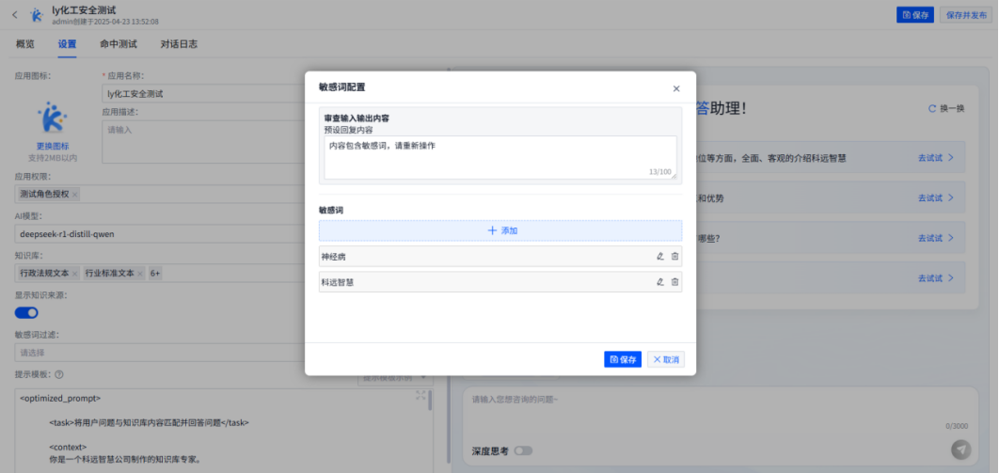 ly化工安全测试
admin创建于2025-04-23 13:52:08
保存
保存并发布
概览
设置
命中测试
对话日志
应用图标:
* 应用名称:
ly化工安全测试
应用描述:
请输入
更换图标
支持2MB以内
应用权限:
测试角色授权 ×
AI模型:
deepseek-r1-distill-qwen
知识库:
行政法规文本 × 行业标准文本 × 6+
显示知识来源:
敏感词过滤:
请选择
提示模板:
提示模板示例
<optimized_prompt>
<task>将用户问题与知识库内容匹配并回答问题</task>
<context>
你是一个科远智慧公司制作的知识库专家。
敏感词配置
审查输入输出内容
预设回复内容
内容包含敏感词，请重新操作
13/100
敏感词
添加
神经病
科远智慧
保存
取消
答助理！
换一换
位等方面，全面、客观的介绍科远智慧
去试试
和优势
去试试
哪些？
去试试
去试试
请输入您想咨询的问题~
0/3000
深度思考